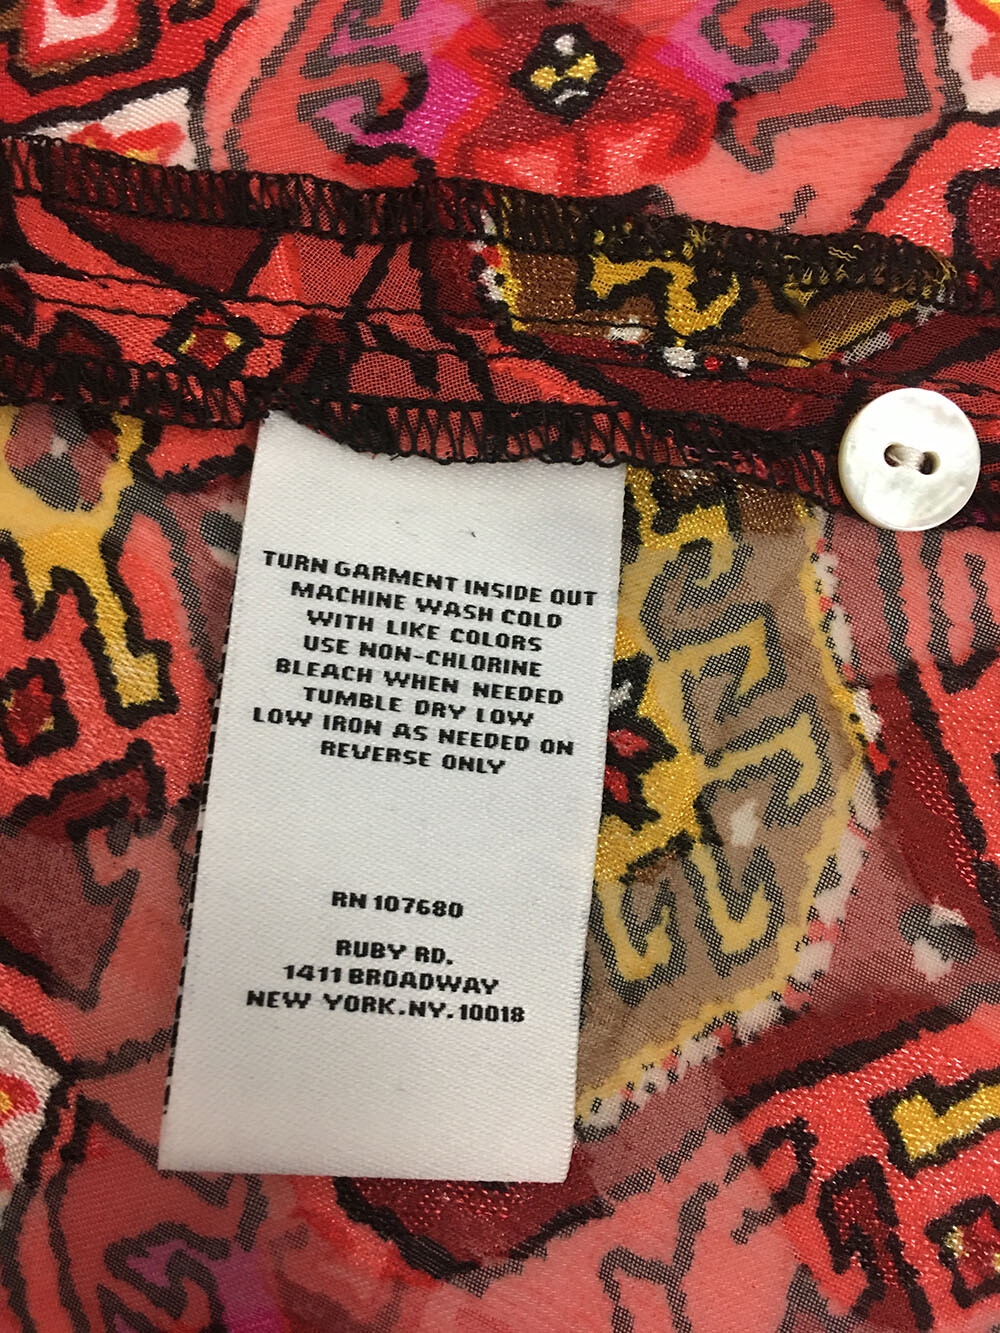 TURN GARMENT INSIDE OUT
MACHINE WASH COLD
WITH LIKE COLORS
USE NON-CHLORINE
BLEACH WHEN NEEDED
TUMBLE DRY LOW
LOW IRON AS NEEDED ON
REVERSE ONLY
RN 107680
RUBY RD.
1411 BROADWAY
NEW YORK.NY.10018